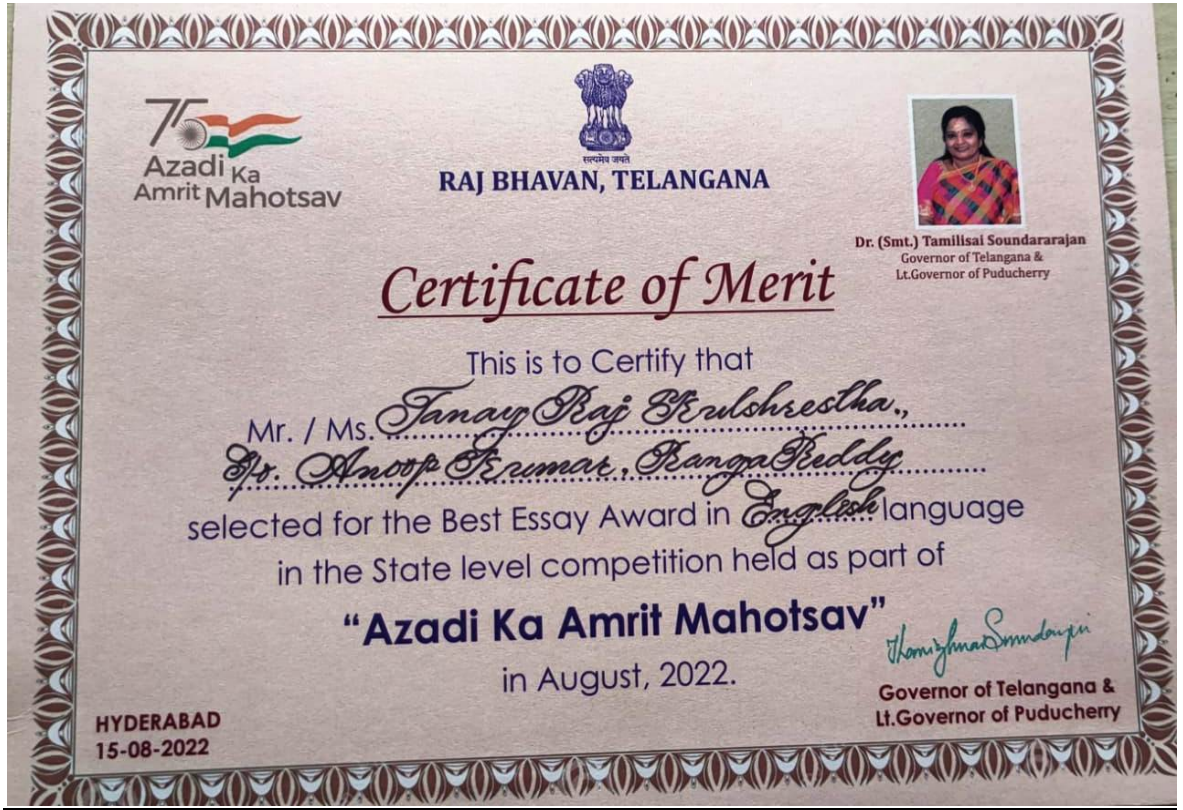 75
Azadi Ka
Amrit Mahotsav
सत्यमेव जयते
RAJ BHAVAN, TELANGANA
Dr. (Smt.) Tamilisai Soundararajan
Governor of Telangana &
Lt.Governor of Puducherry
Certificate of Merit
This is to Certify that
Mr. / Ms. Tanay Raj Kulshrestha.,
S/o. Anoop Kumar, Ranga Reddy
selected for the Best Essay Award in English language
in the State level competition held as part of
“Azadi Ka Amrit Mahotsav”
in August, 2022.
Governor of Telangana &
Lt.Governor of Puducherry
HYDERABAD
15-08-2022